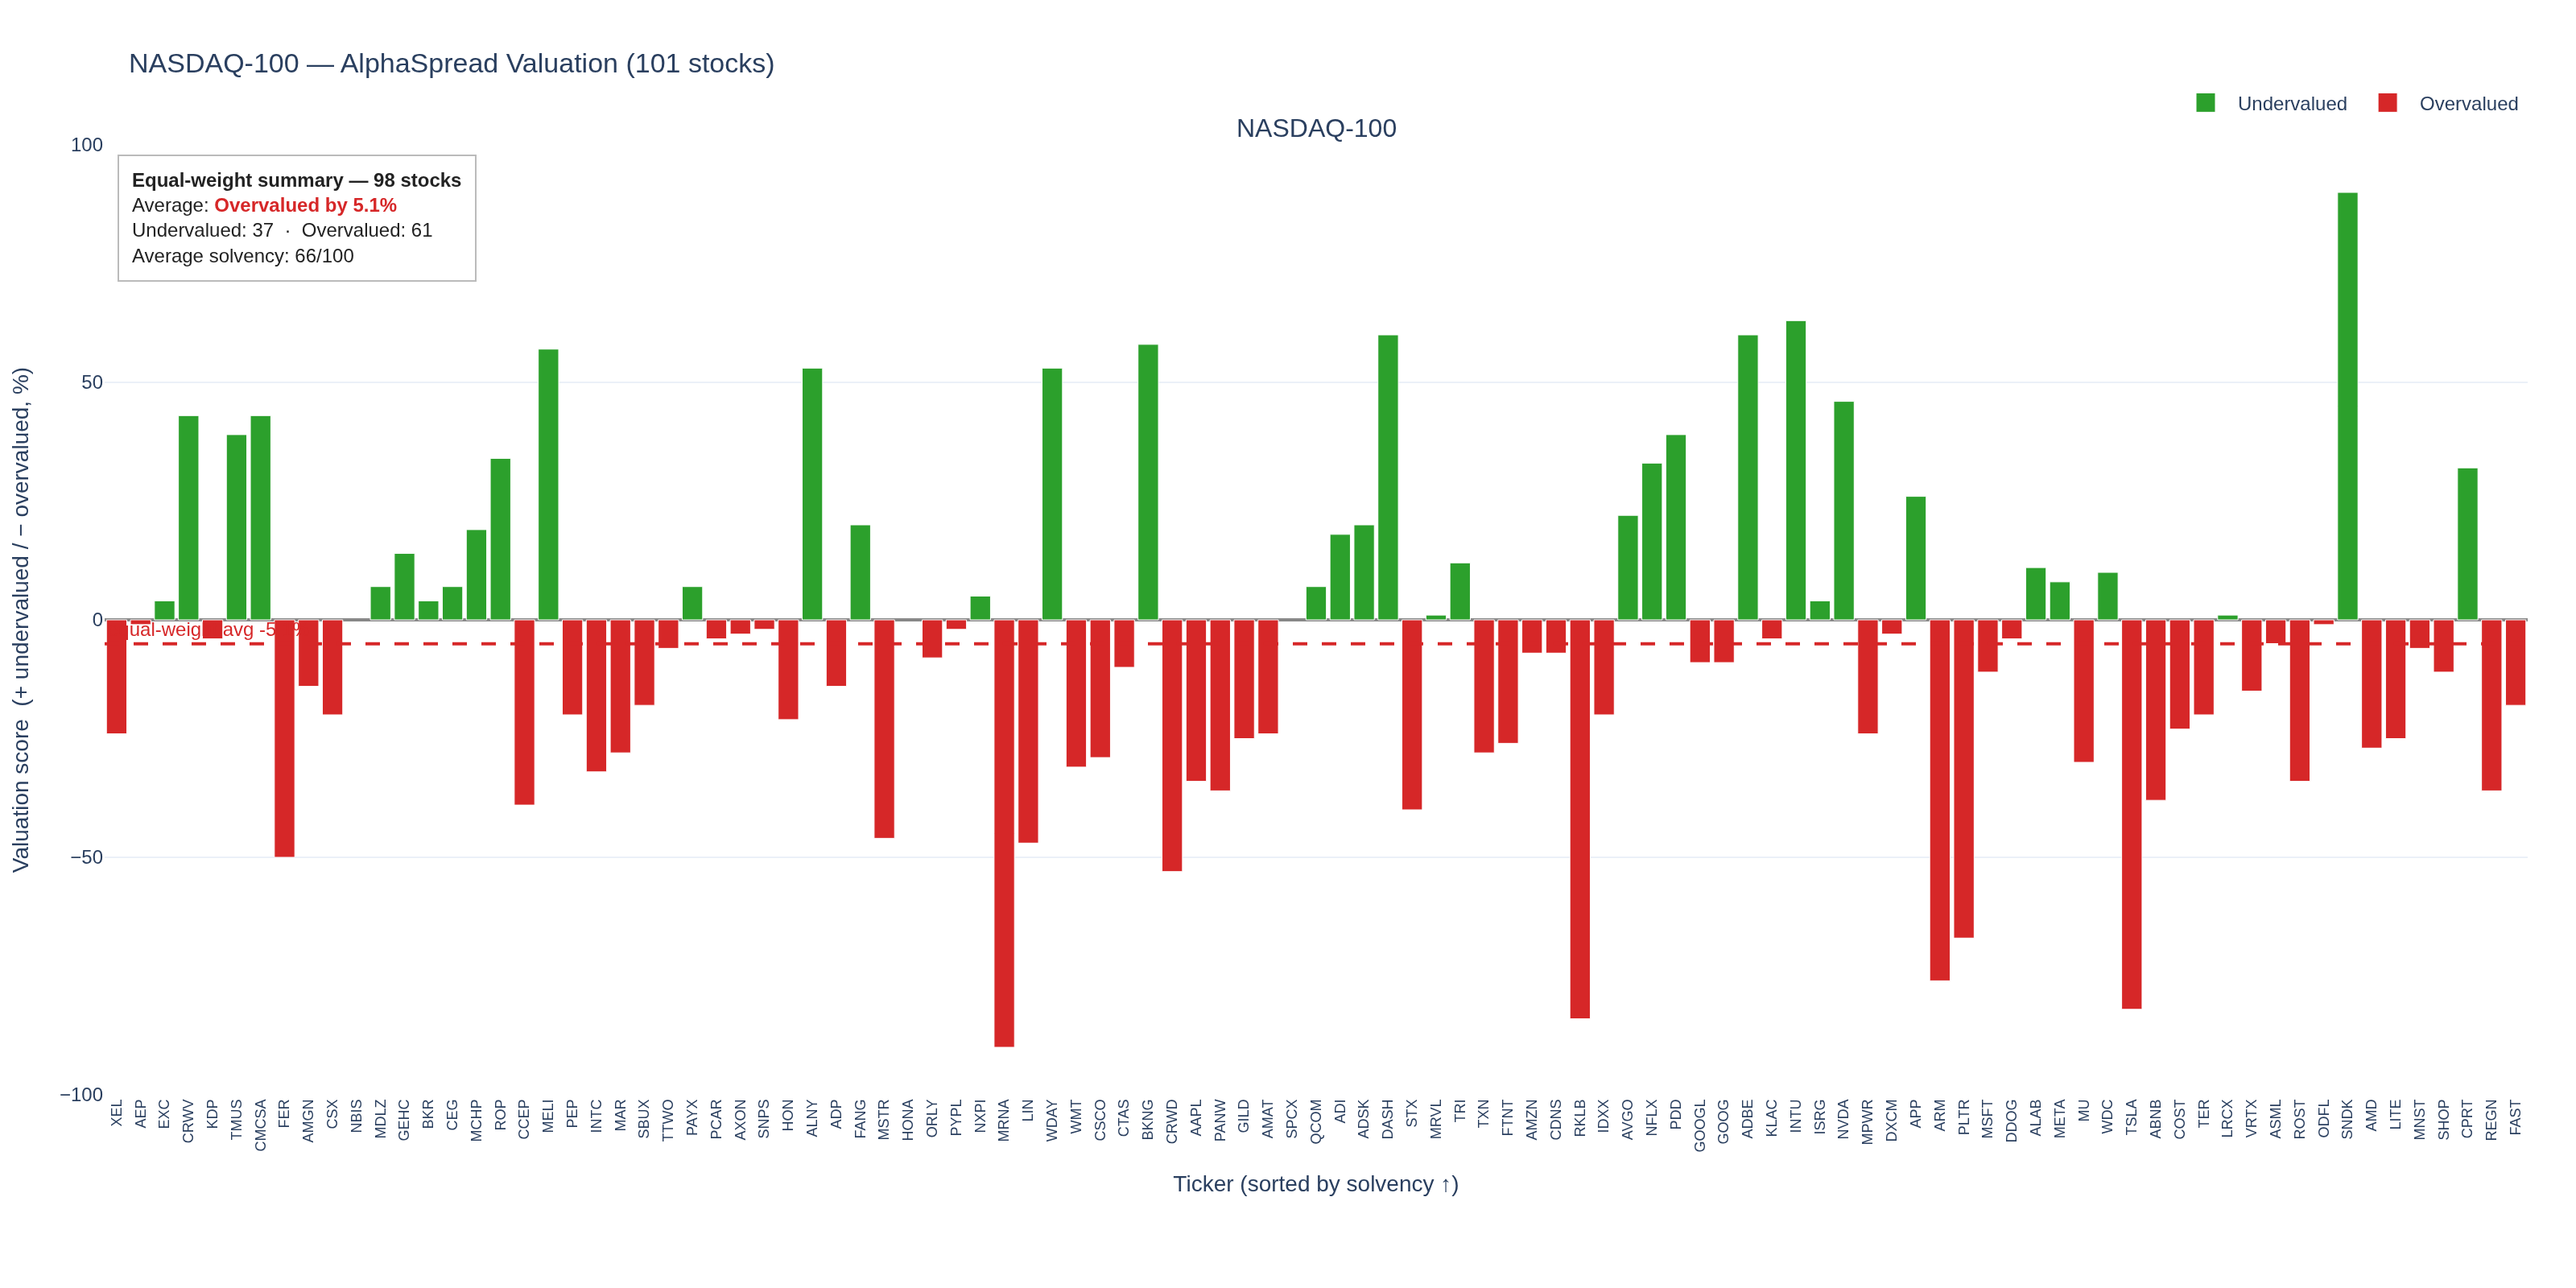 NASDAQ-100 — AlphaSpread Valuation (101 stocks)
Undervalued
Overvalued
NASDAQ-100
Equal-weight summary — 98 stocks
Average: Overvalued by 5.1%
Undervalued: 37 · Overvalued: 61
Average solvency: 66/100
Valuation score (+ undervalued / − overvalued, %)
100
50
0
−50
−100
avg
XEL
AEP
EXC
CRWV
KDP
TMUS
CMCSA
FER
AMGN
CSX
NBIS
MDLZ
GEHC
BKR
CEG
MCHP
ROP
CCEP
MELI
PEP
INTC
MAR
SBUX
TTWO
PAYX
PCAR
AXON
SNPS
HON
ALNY
ADP
FANG
MSTR
HONA
ORLY
PYPL
NXPI
MRNA
LIN
WDAY
WMT
CSCO
CTAS
BKNG
CRWD
AAPL
PANW
GILD
AMAT
SPCX
QCOM
ADI
ADSK
DASH
STX
MRVL
TRI
TXN
FTNT
AMZN
CDNS
RKLB
IDXX
AVGO
NFLX
PDD
GOOGL
GOOG
ADBE
KLAC
INTU
ISRG
NVDA
MPWR
DXCM
APP
ARM
PLTR
MSFT
DDOG
ALAB
META
MU
WDC
TSLA
ABNB
COST
TER
LRCX
VRTX
ASML
ROST
ODFL
SNDK
AMD
LITE
MNST
SHOP
CPRT
REGN
FAST
Ticker (sorted by solvency ↑)